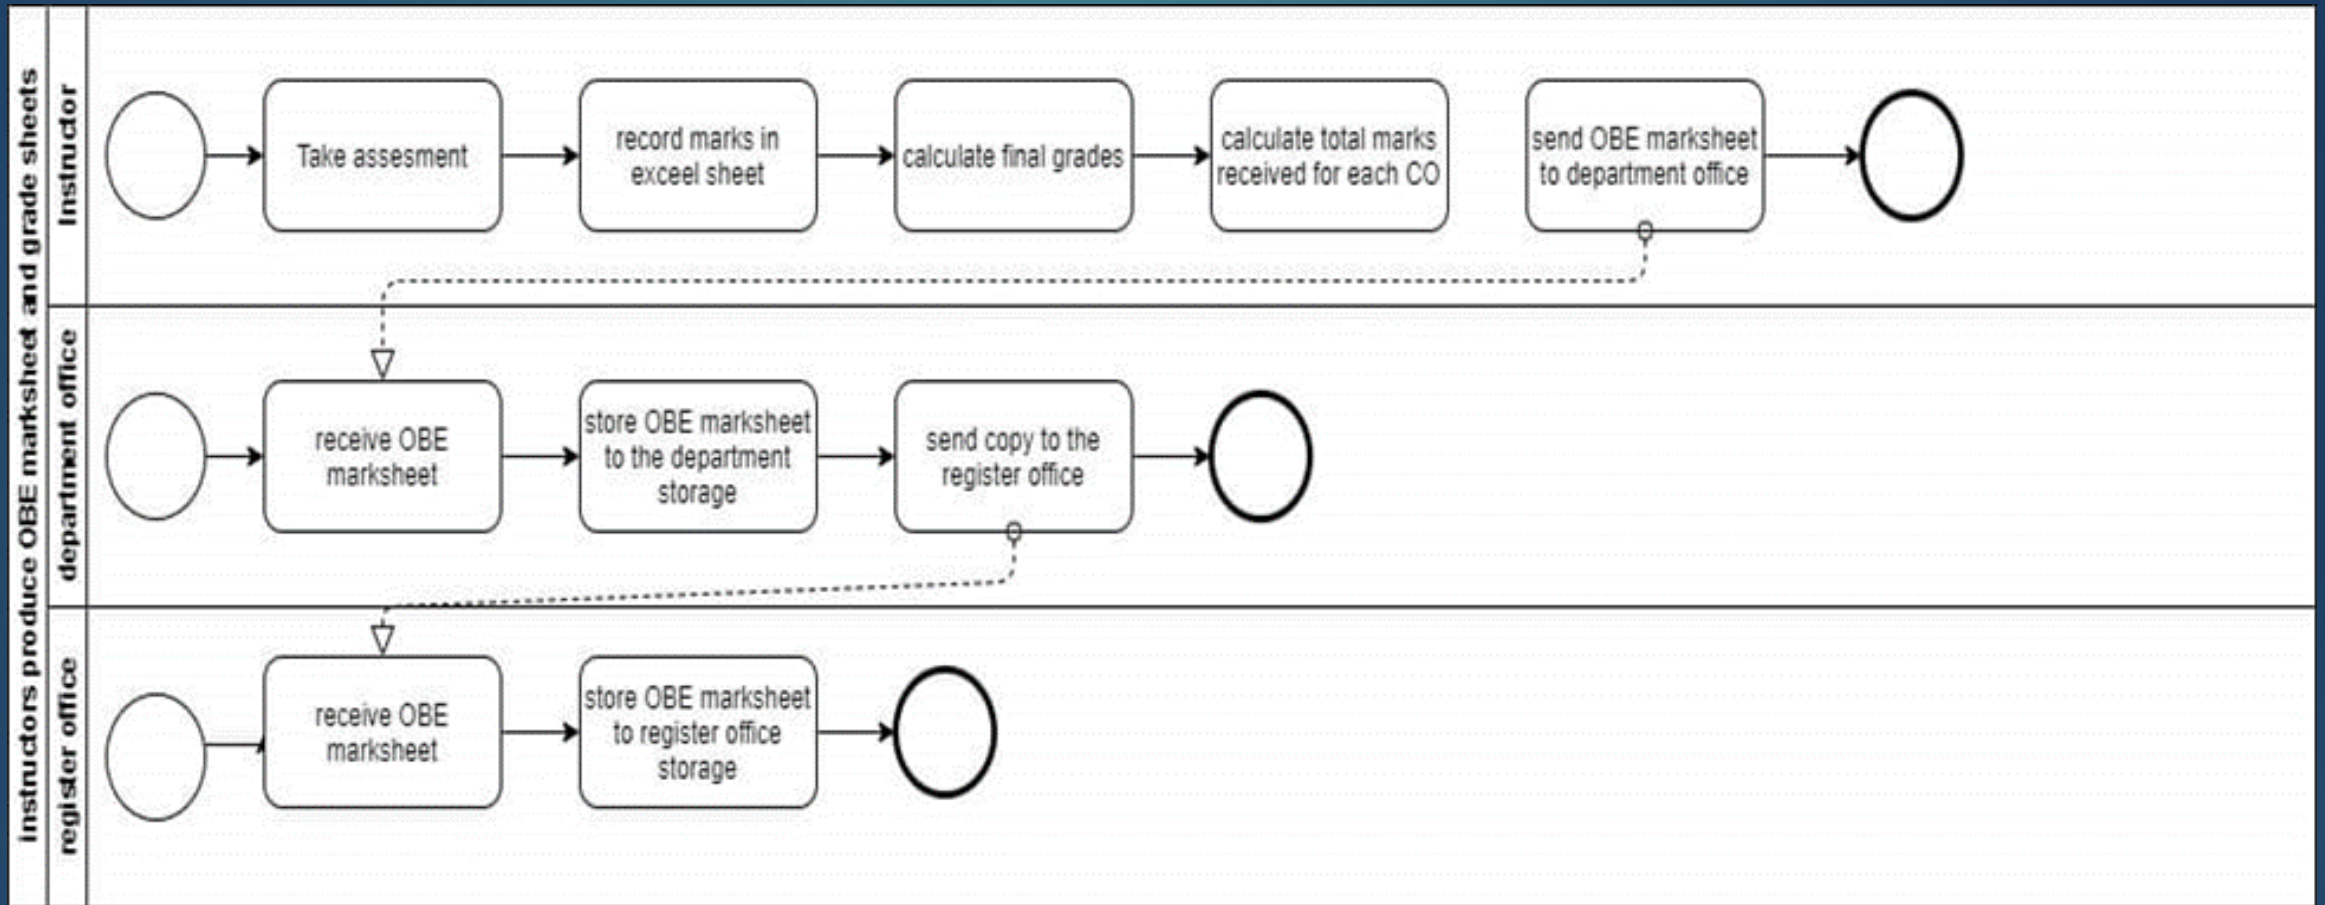 instructors produce OBE marksheet and grade sheets
Instructor
Take assesment
record marks in
exceel sheet
calculate final grades
calculate total marks
received for each CO
send OBE marksheet
to department office
department office
receive OBE
marksheet
store OBE marksheet
to the department
storage
send copy to the
register office
register office
receive OBE
marksheet
store OBE marksheet
to register office
storage